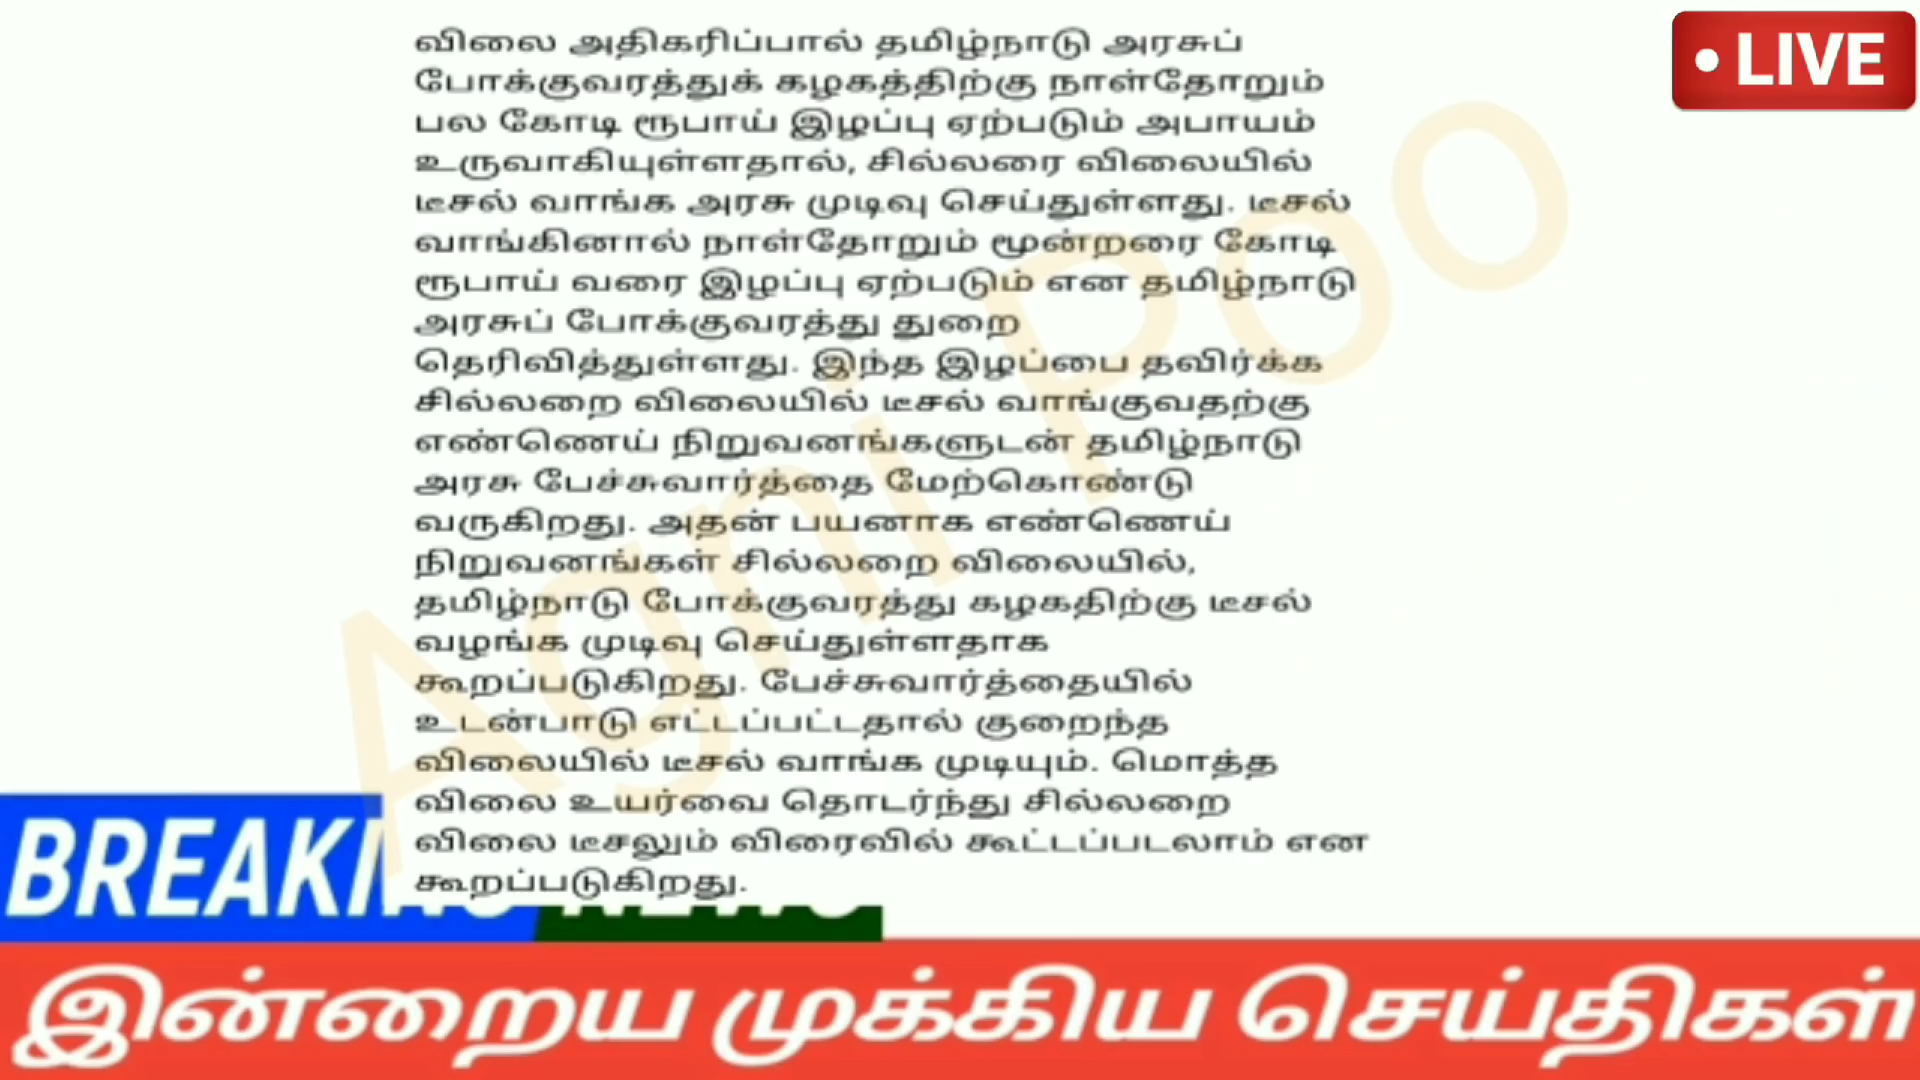 • LIVE
விலை அதிகரிப்பால் தமிழ்நாடு அரசுப்
போக்குவரத்துக் கழகத்திற்கு நாள்தோறும்
பல கோடி ரூபாய் இழப்பு ஏற்படும் அபாயம்
உருவாகியுள்ளதால், சில்லரை விலையில்
டீசல் வாங்க அரசு முடிவு செய்துள்ளது. டீசல்
வாங்கினால் நாள்தோறும் மூன்றரை கோடி
ரூபாய் வரை இழப்பு ஏற்படும் என தமிழ்நாடு
அரசுப் போக்குவரத்து துறை
தெரிவித்துள்ளது. இந்த இழப்பை தவிர்க்க
சில்லறை விலையில் டீசல் வாங்குவதற்கு
எண்ணெய் நிறுவனங்களுடன் தமிழ்நாடு
அரசு பேச்சுவார்த்தை மேற்கொண்டு
வருகிறது. அதன் பயனாக எண்ணெய்
நிறுவனங்கள் சில்லறை விலையில்,
தமிழ்நாடு போக்குவரத்து கழகதிற்கு டீசல்
வழங்க முடிவு செய்துள்ளதாக
கூறப்படுகிறது. பேச்சுவார்த்தையில்
உடன்பாடு எட்டப்பட்டதால் குறைந்த
விலையில் டீசல் வாங்க முடியும். மொத்த
விலை உயர்வை தொடர்ந்து சில்லறை
விலை டீசலும் விரைவில் கூட்டப்படலாம் என
கூறப்படுகிறது.
Agni Poo
BREAKING NEWS
இன்றைய முக்கிய செய்திகள்